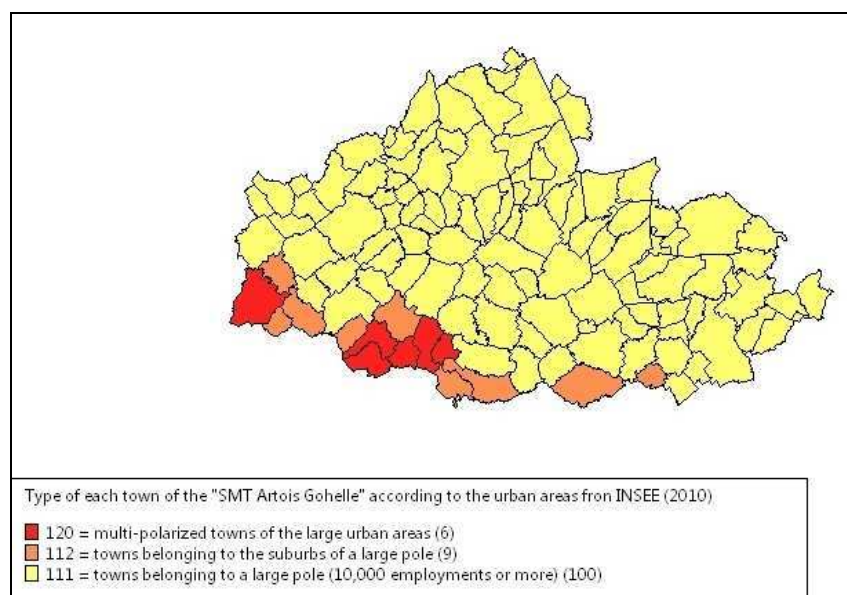 Type of each town of the "SMT Artois Gohelle" according to the urban areas fron INSEE (2010)
120 = multi-polarized towns of the large urban areas (6)
112 = towns belonging to the suburbs of a large pole (9)
111 = towns belonging to a large pole (10,000 employments or more) (100)